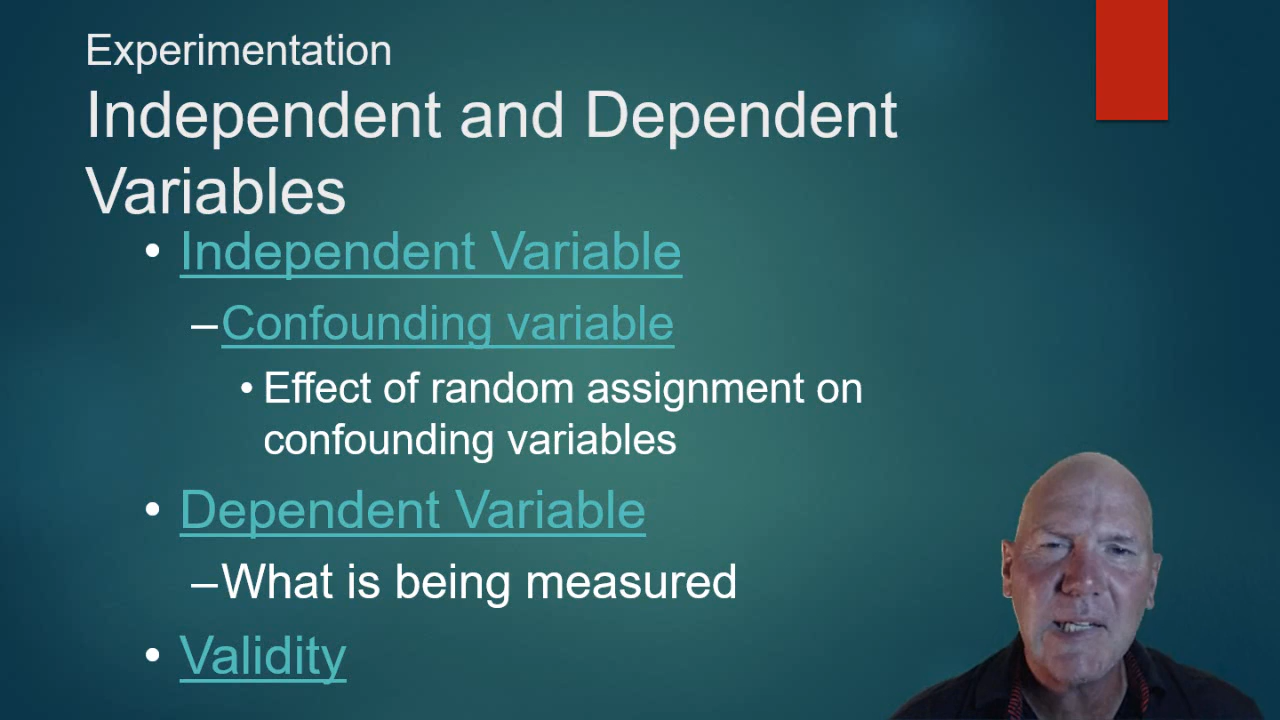 Experimentation
Independent and Dependent
Variables
• Independent Variable
–Confounding variable
• Effect of random assignment on
confounding variables
• Dependent Variable
–What is being measured
• Validity